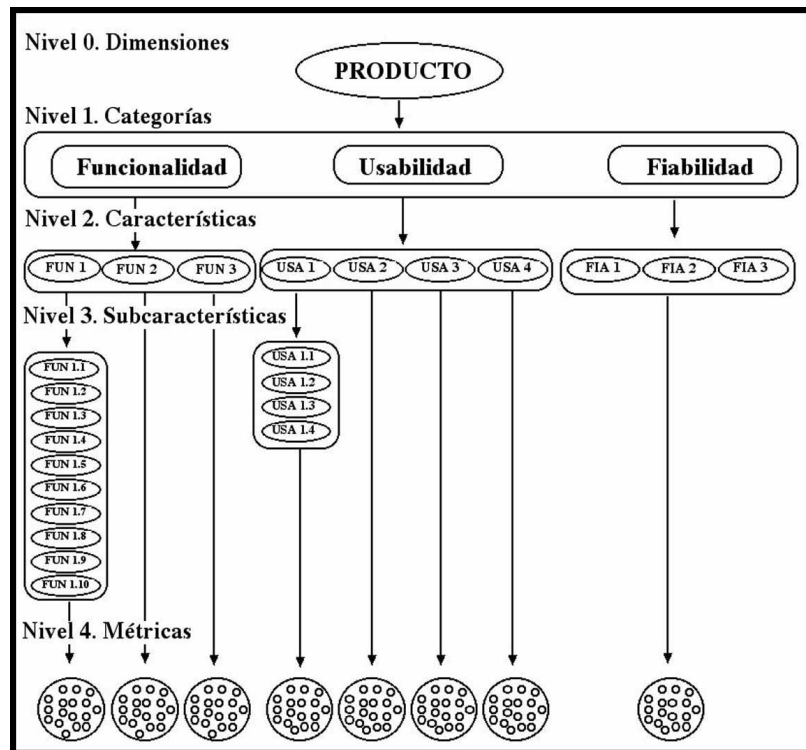 Nivel 0. Dimensiones
PRODUCTO
Nivel 1. Categorías
Funcionalidad Usabilidad Fiabilidad
Nivel 2. Características
FUN 1 FUN 2 FUN 3 USA 1 USA 2 USA 3 USA 4 FIA 1 FIA 2 FIA 3
Nivel 3. Subcaracterísticas
FUN 1.1
FUN 1.2
FUN 1.3
FUN 1.4
FUN 1.5
FUN 1.6
FUN 1.7
FUN 1.8
FUN 1.9
FUN 1.10
USA 1.1
USA 1.2
USA 1.3
USA 1.4
Nivel 4. Métricas